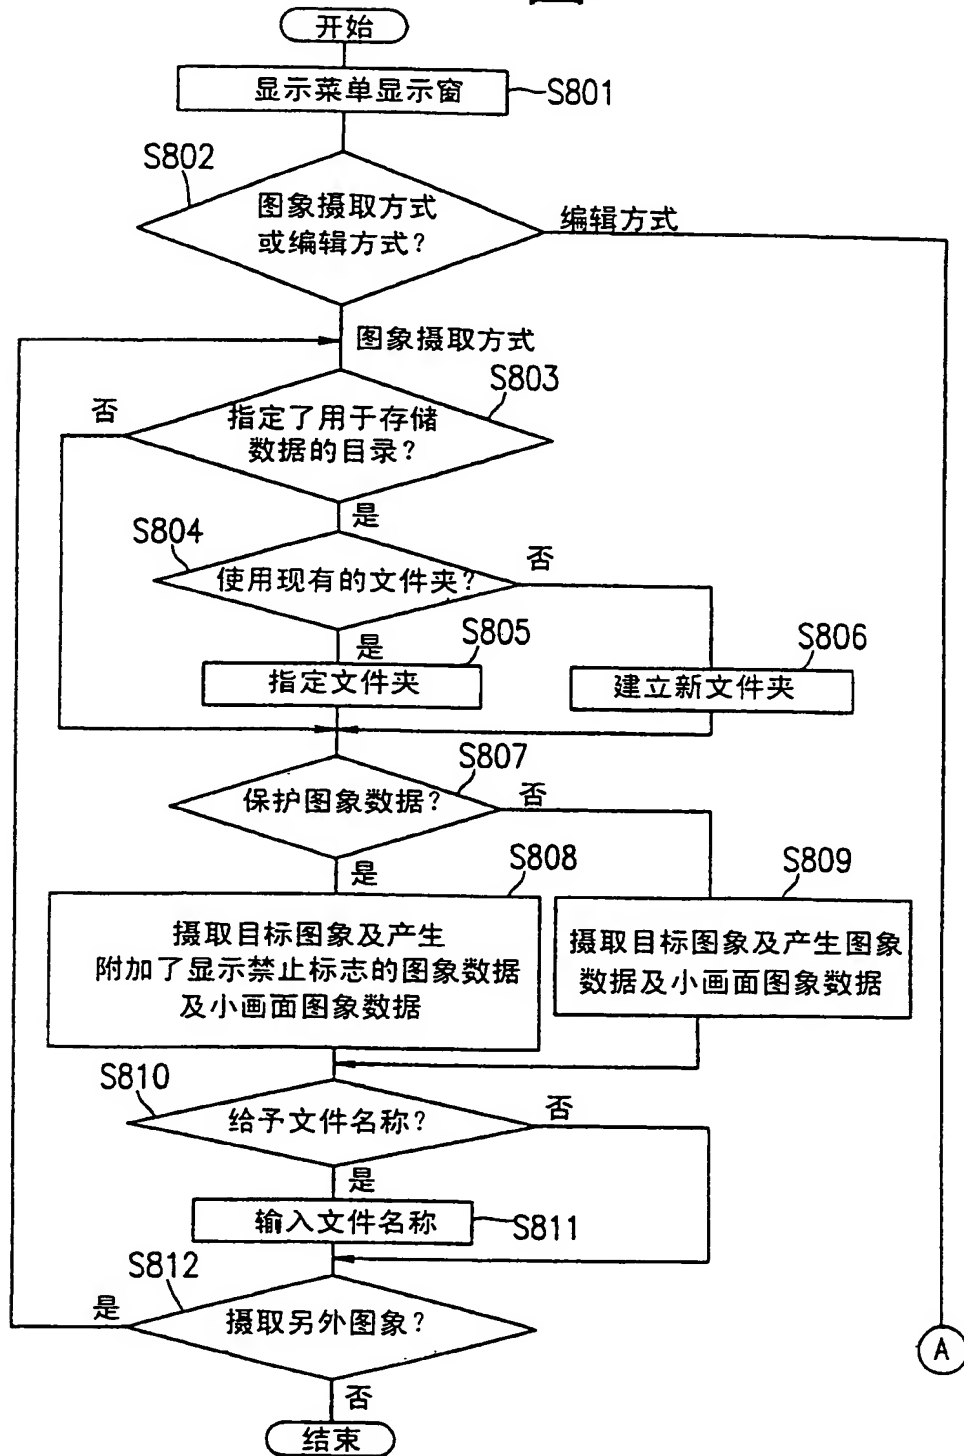 开始
显示菜单显示窗
S801
S802
图象摄取方式
或编辑方式?
编辑方式
图象摄取方式
S803
否
指定了用于存储
数据的目录?
是
S804
使用现有的文件夹?
否
是
S805
指定文件夹
S806
建立新文件夹
S807
保护图象数据?
否
是
S808
摄取目标图象及产生
附加了显示禁止标志的图象数据
及小画面图象数据
S809
摄取目标图象及产生图象
数据及小画面图象数据
S810
给予文件名称?
否
是
输入文件名称
S811
S812
是
摄取另外图象?
A
否
结束